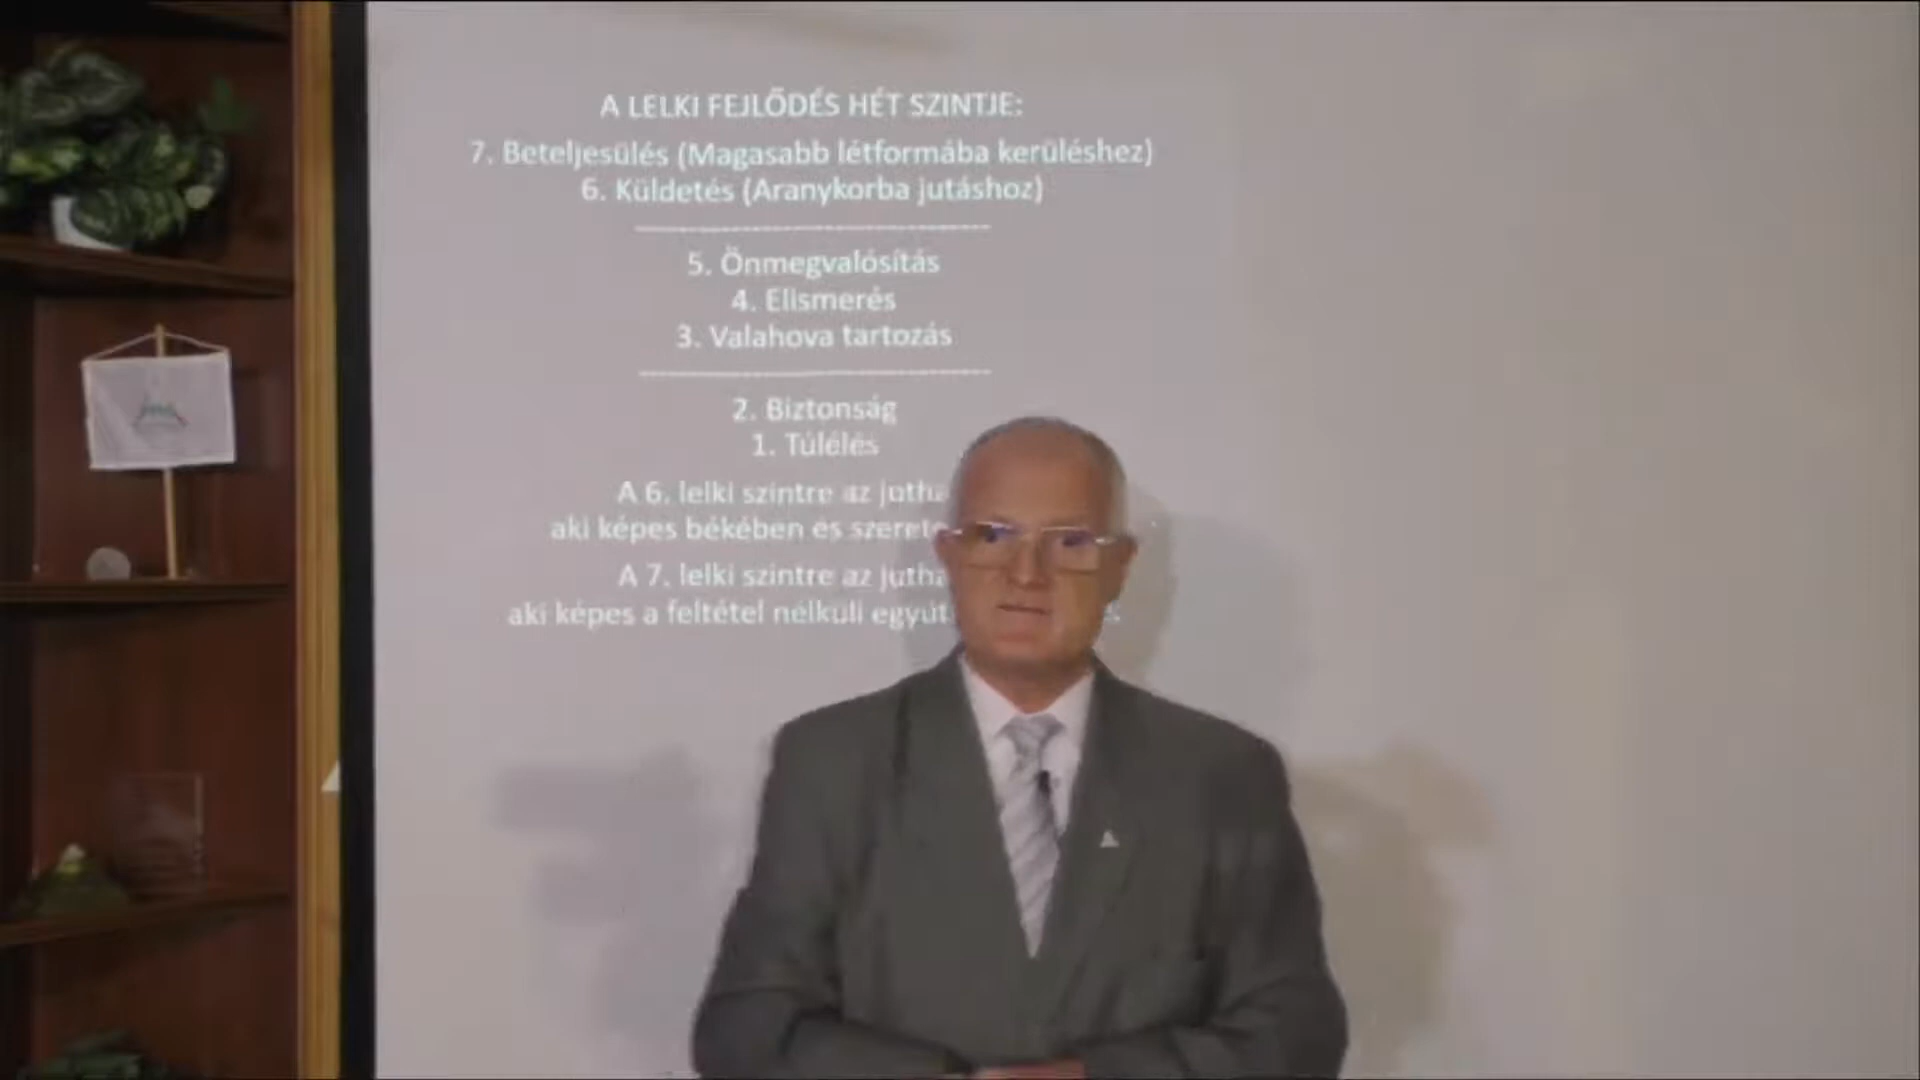 A LELKI FEJLŐDÉS HÉT SZINTJE:
7. Beteljesülés (Magasabb létformába kerüléshez)
6. Küldetés (Aranykorba jutáshoz)
5. Önmegvalósítás
4. Elismerés
3. Valahova tartozás
2. Biztonság
1. Túlélés
A 6. lelki szintre az
aki képes békében és
A 7. lelki szintre az
aki képes a feltétel nélküli